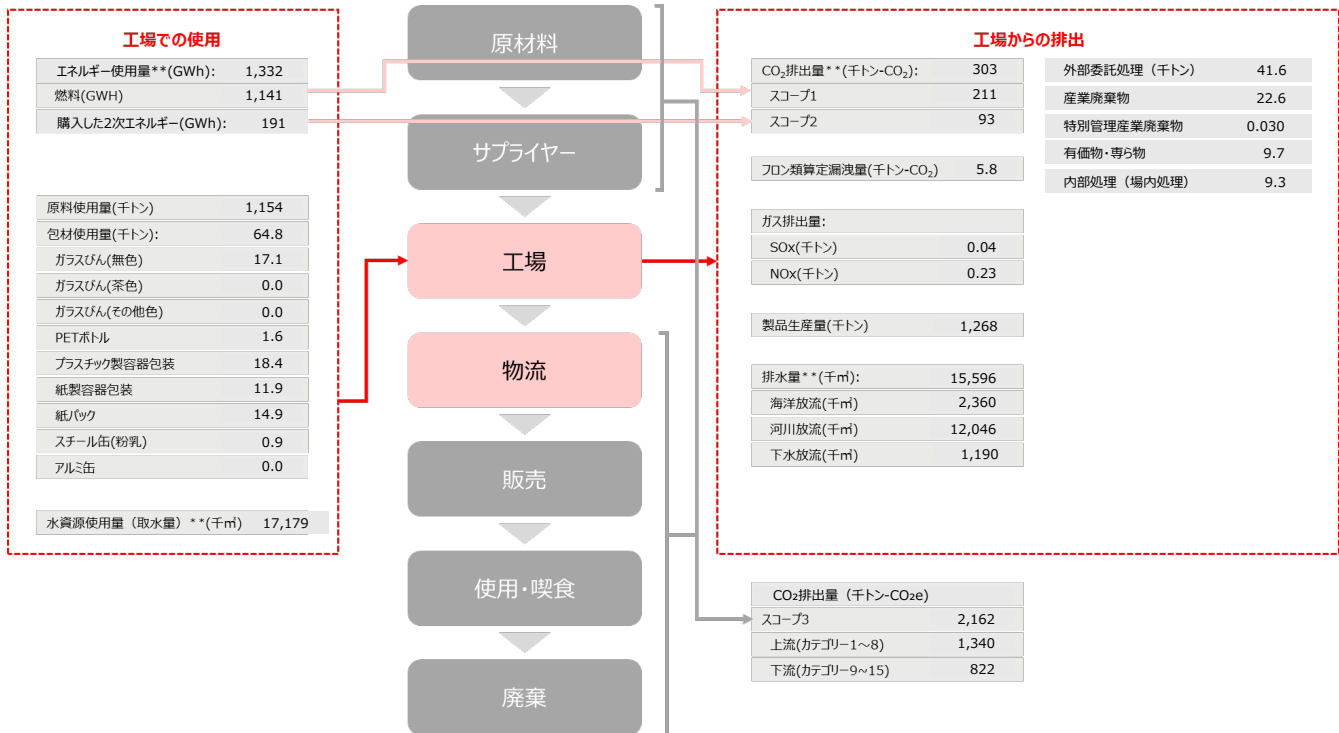 工場での使用
エネルギー使用量**(GWh): 1,332
燃料(GWH) 1,141
購入した2次エネルギー(GWh): 191
原料使用量(千トン) 1,154
包材使用量(千トン): 64.8
ガラスびん(無色) 17.1
ガラスびん(茶色) 0.0
ガラスびん(その他色) 0.0
PETボトル 1.6
プラスチック製容器包装 18.4
紙製容器包装 11.9
紙パック 14.9
スチール缶(粉乳) 0.9
アルミ缶 0.0
水資源使用量（取水量）**(千㎥) 17,179
原材料
サプライヤー
工場
物流
販売
使用・喫食
廃棄
工場からの排出
CO₂排出量**(千トン-CO₂): 303
スコープ1 211
スコープ2 93
フロン類算定漏洩量(千トン-CO₂) 5.8
ガス排出量:
SOx(千トン) 0.04
NOx(千トン) 0.23
製品生産量(千トン) 1,268
排水量**(千㎥): 15,596
海洋放流(千㎥) 2,360
河川放流(千㎥) 12,046
下水放流(千㎥) 1,190
外部委託処理（千トン） 41.6
産業廃棄物 22.6
特別管理産業廃棄物 0.030
有価物・専ら物 9.7
内部処理（場内処理） 9.3
CO₂排出量（千トン-CO₂e)
スコープ3 2,162
上流(カテゴリー1～8) 1,340
下流(カテゴリー9~15) 822